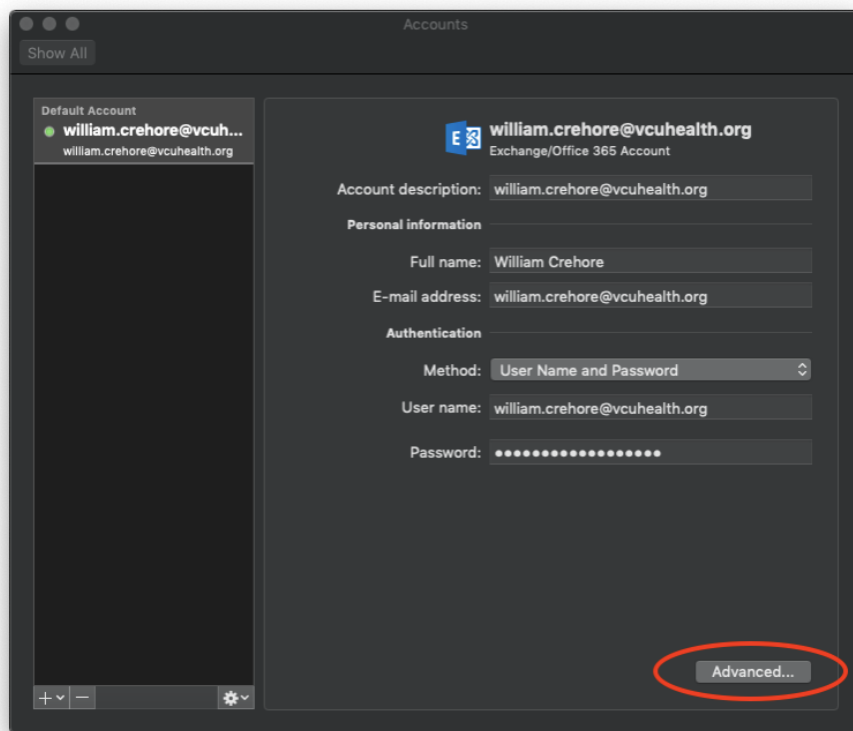 Accounts
Show All
Default Account
william.crehore@vcuh...
william.crehore@vcuhealth.org
E
william.crehore@vcuhealth.org
Exchange/Office 365 Account
Account description: william.crehore@vcuhealth.org
Personal information
Full name: William Crehore
E-mail address: william.crehore@vcuhealth.org
Authentication
Method: User Name and Password
User name: william.crehore@vcuhealth.org
Password: ••••••••••••••••••
Advanced...